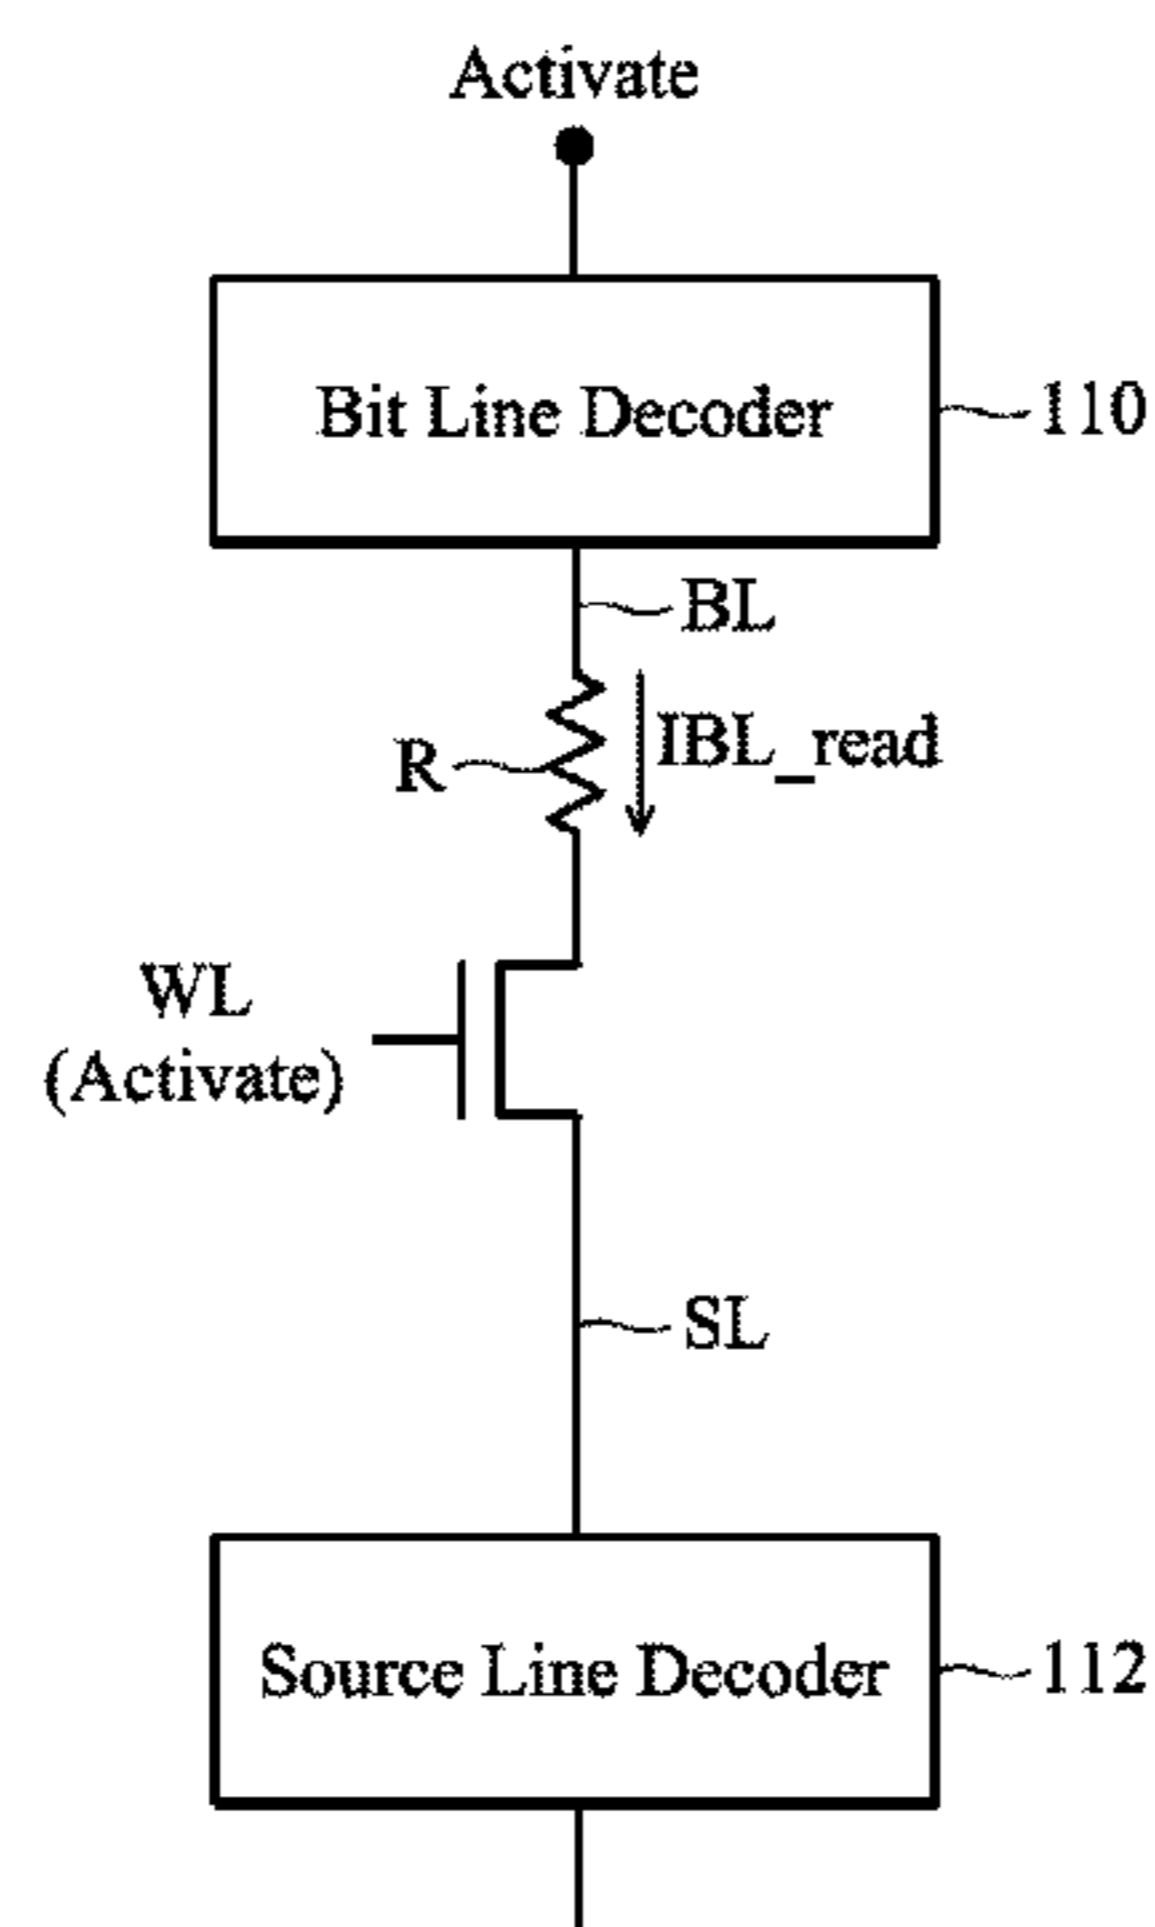 Activate
Bit Line Decoder
110
BL
R
IBL_read
WL
(Activate)
SL
Source Line Decoder
112